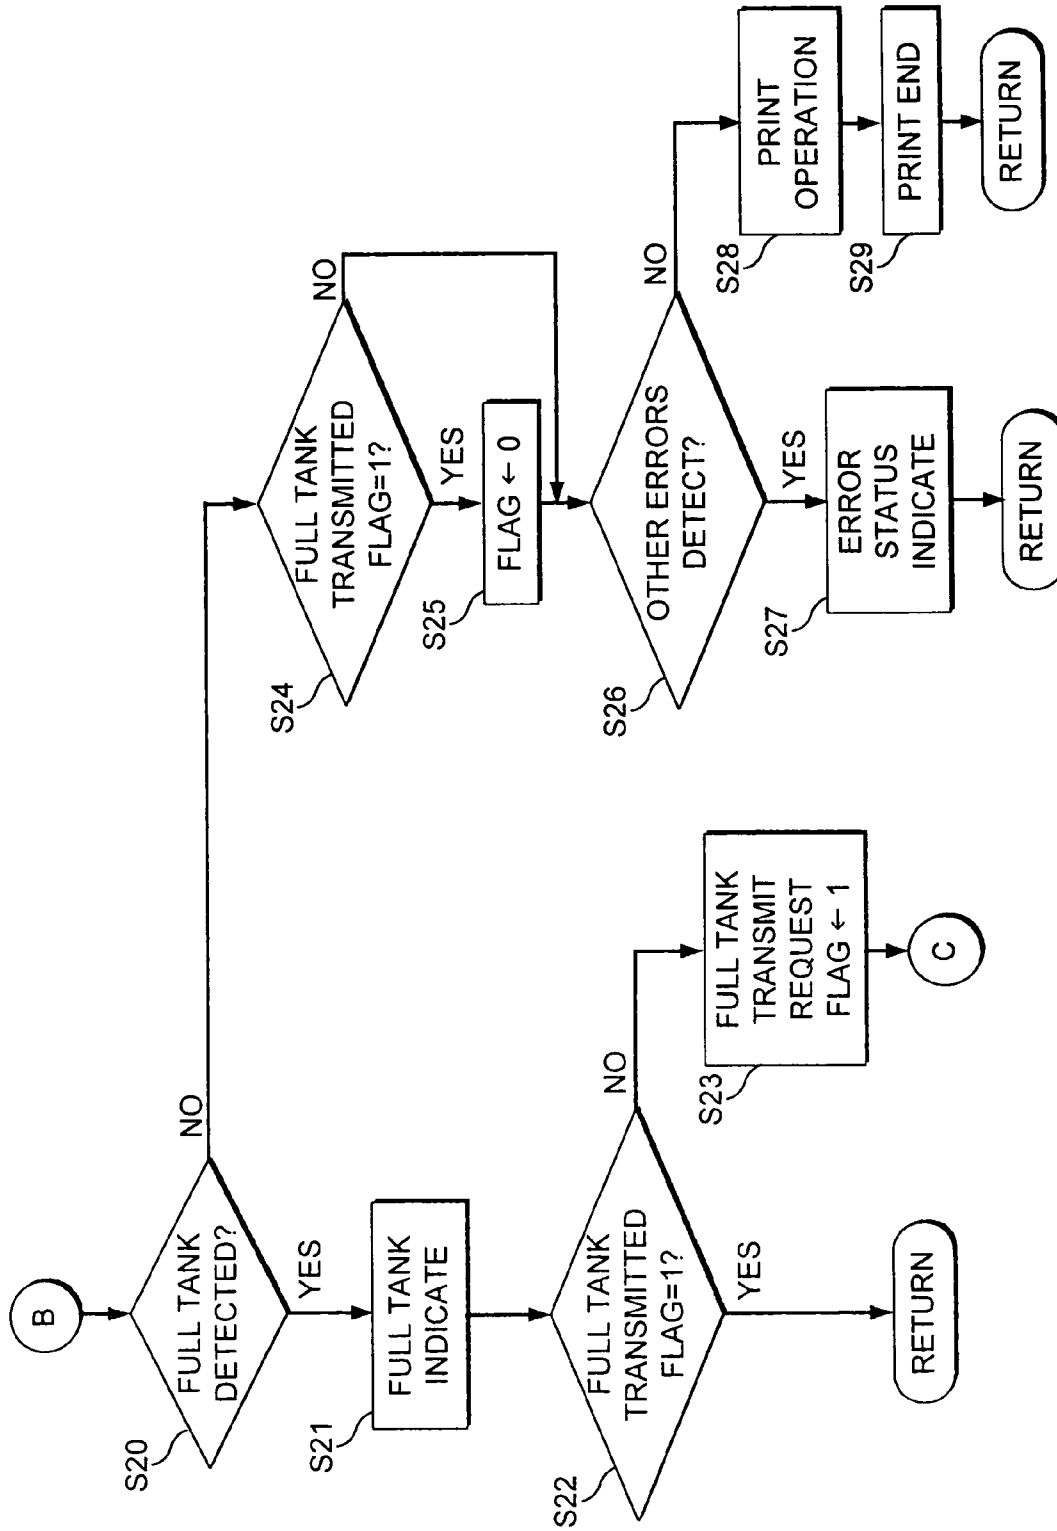 B
S20
FULL TANK
DETECTED?
NO
YES
S21
FULL TANK
INDICATE
S22
FULL TANK
TRANSMITTED
FLAG=1?
NO
YES
RETURN
S23
FULL TANK
TRANSMIT
REQUEST
FLAG ← 1
C
S24
FULL TANK
TRANSMITTED
FLAG=1?
NO
YES
S25
FLAG ← 0
S26
OTHER ERRORS
DETECT?
NO
YES
S27
ERROR
STATUS
INDICATE
RETURN
S28
PRINT
OPERATION
S29
PRINT END
RETURN